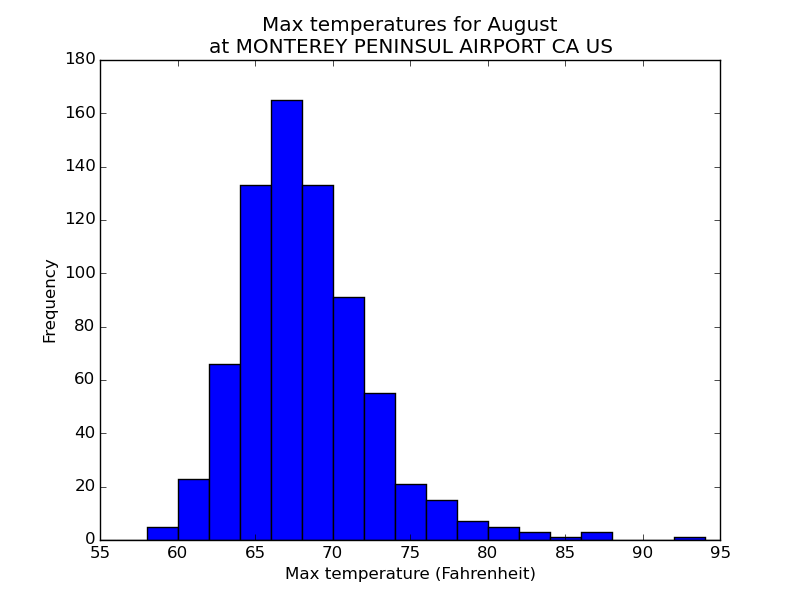 Max temperatures for August
at MONTEREY PENINSUL AIRPORT CA US
180
160
140
120
100
80
60
40
20
0
Frequency
55 60 65 70 75 80 85 90 95
Max temperature (Fahrenheit)